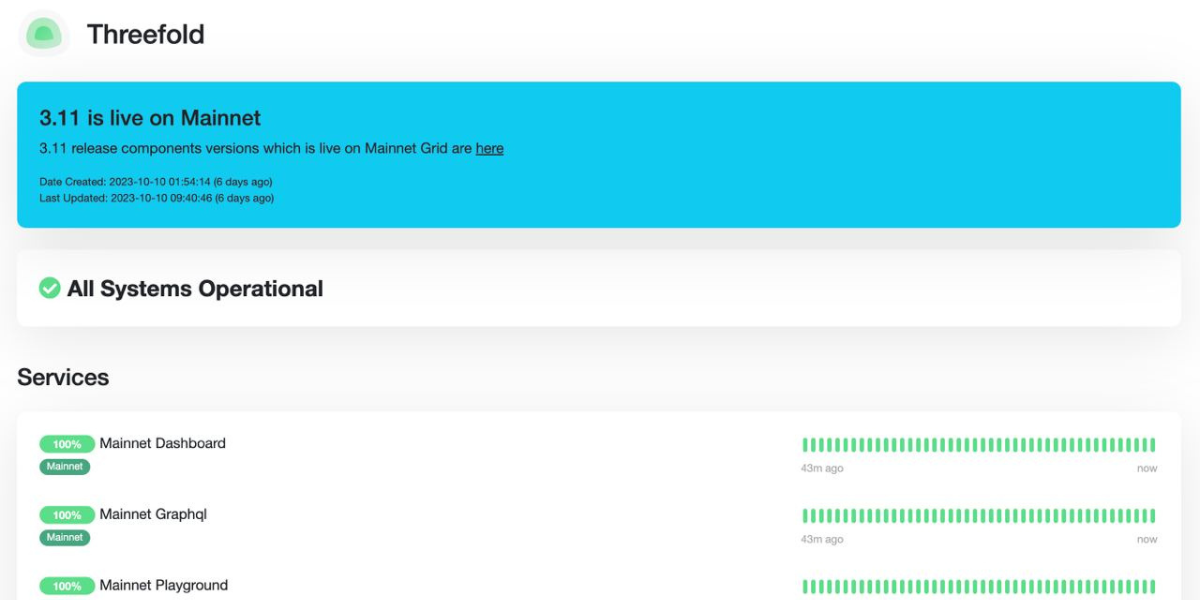 Threefold
3.11 is live on Mainnet
3.11 release components versions which is live on Mainnet Grid are here
Date Created: 2023-10-10 01:54:14 (6 days ago)
Last Updated: 2023-10-10 09:40:46 (6 days ago)
All Systems Operational
Services
100% Mainnet Dashboard
Mainnet
43m ago now
100% Mainnet Graphql
Mainnet
43m ago now
100% Mainnet Playground